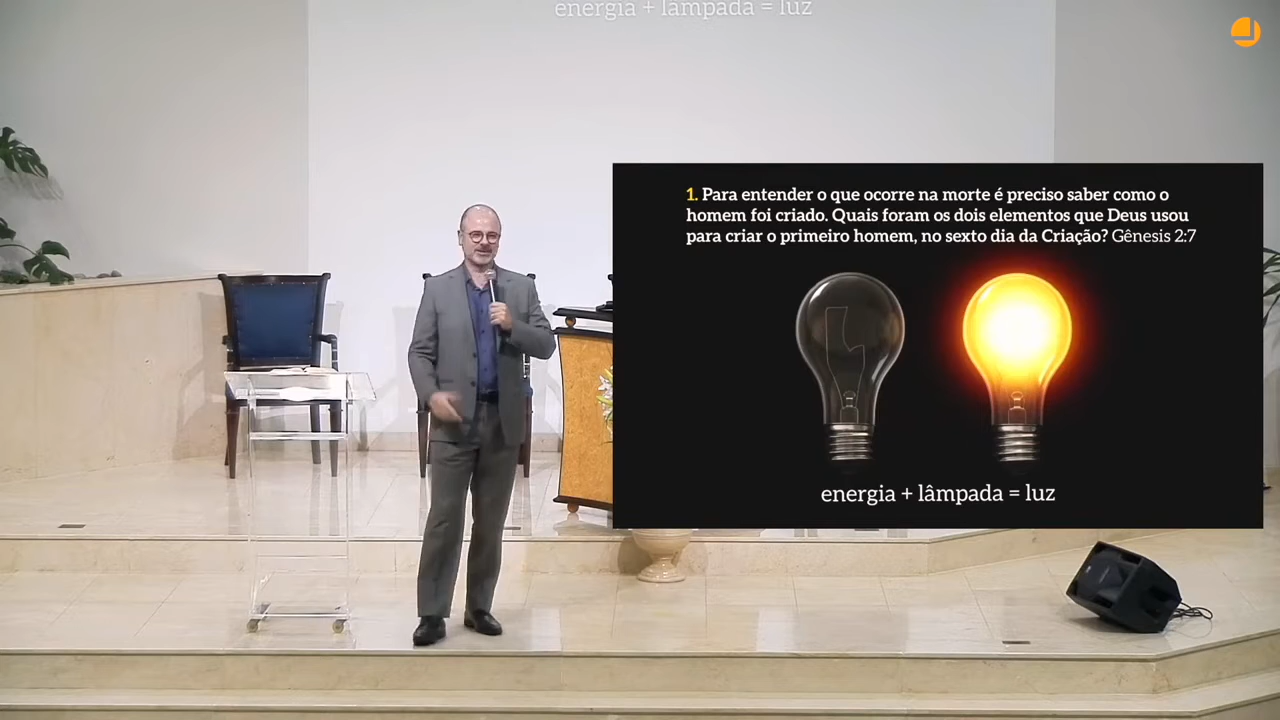 energia + lâmpada = luz
1. Para entender o que ocorre na morte é preciso saber como o
homem foi criado. Quais foram os dois elementos que Deus usou
para criar o primeiro homem, no sexto dia da Criação? Gênesis 2:7
energia + lâmpada = luz